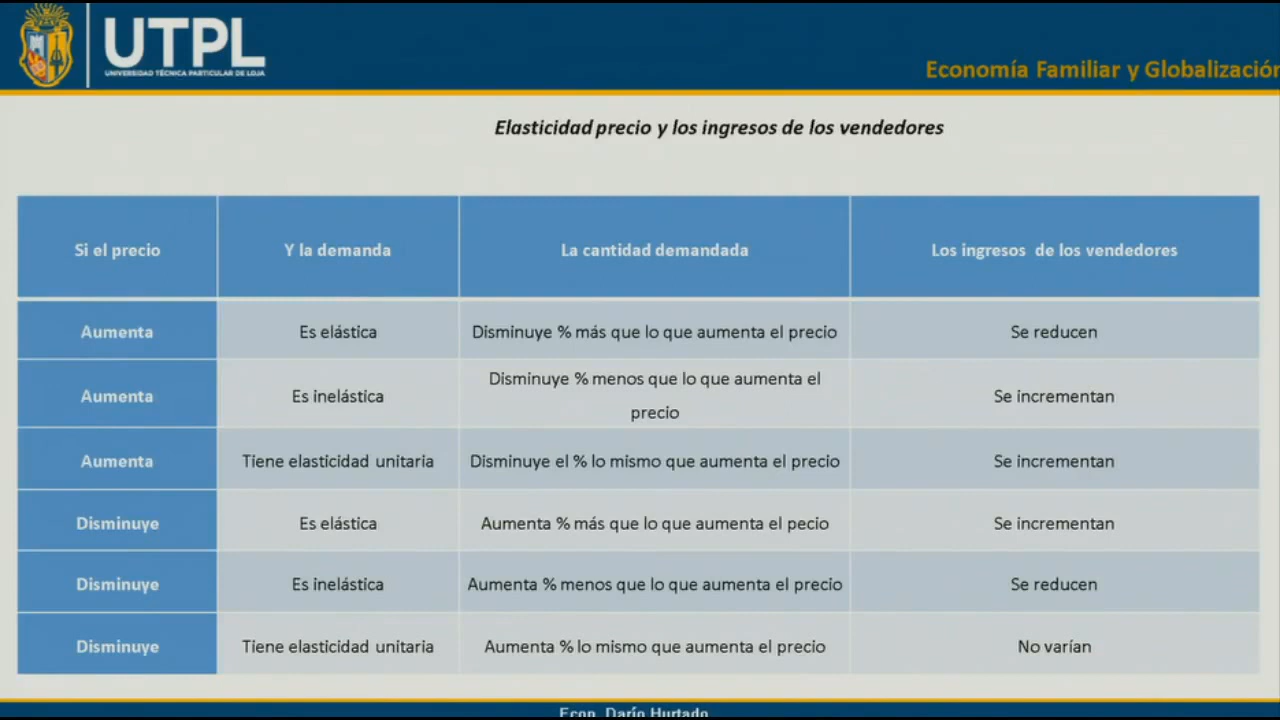 UTPL
UNIVERSIDAD TÉCNICA PARTICULAR DE LOJA
Economía Familiar y Globalización
Elasticidad precio y los ingresos de los vendedores
Si el precio Y la demanda La cantidad demandada Los ingresos de los vendedores
Aumenta Es elástica Disminuye % más que lo que aumenta el precio Se reducen
Aumenta Es inelástica Disminuye % menos que lo que aumenta el
precio Se incrementan
Aumenta Tiene elasticidad unitaria Disminuye el % lo mismo que aumenta el precio Se incrementan
Disminuye Es elástica Aumenta % más que lo que aumenta el pecio Se incrementan
Disminuye Es inelástica Aumenta % menos que lo que aumenta el precio Se reducen
Disminuye Tiene elasticidad unitaria Aumenta % lo mismo que aumenta el precio No varían
Econ. Darío Hurtado